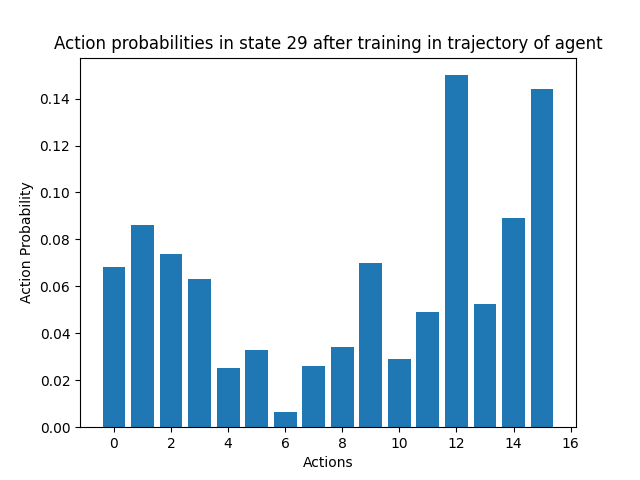 Action probabilities in state 29 after training in trajectory of agent
0.14
0.12
0.10
0.08
0.06
0.04
0.02
0.00
Action Probability
0 2 4 6 8 10 12 14 16
Actions